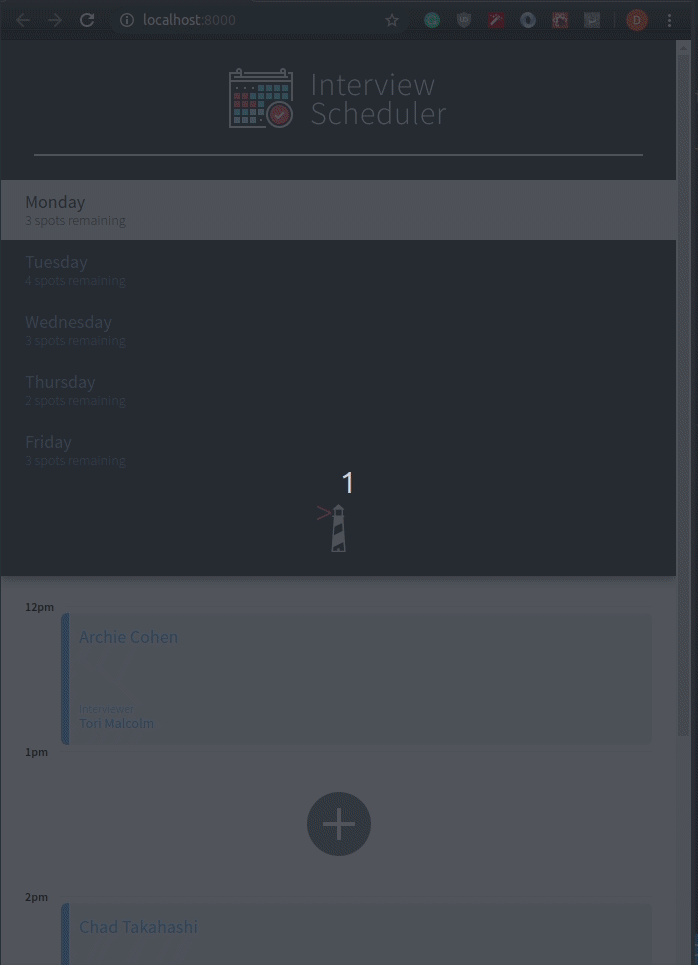 localhost:8000
D
Interview
Scheduler
Monday
3 spots remaining
Tuesday
4 spots remaining
Wednesday
3 spots remaining
Thursday
2 spots remaining
Friday
3 spots remaining
1
12pm
Archie Cohen
Interviewer
Tori Malcolm
1pm
2pm
Chad Takahashi